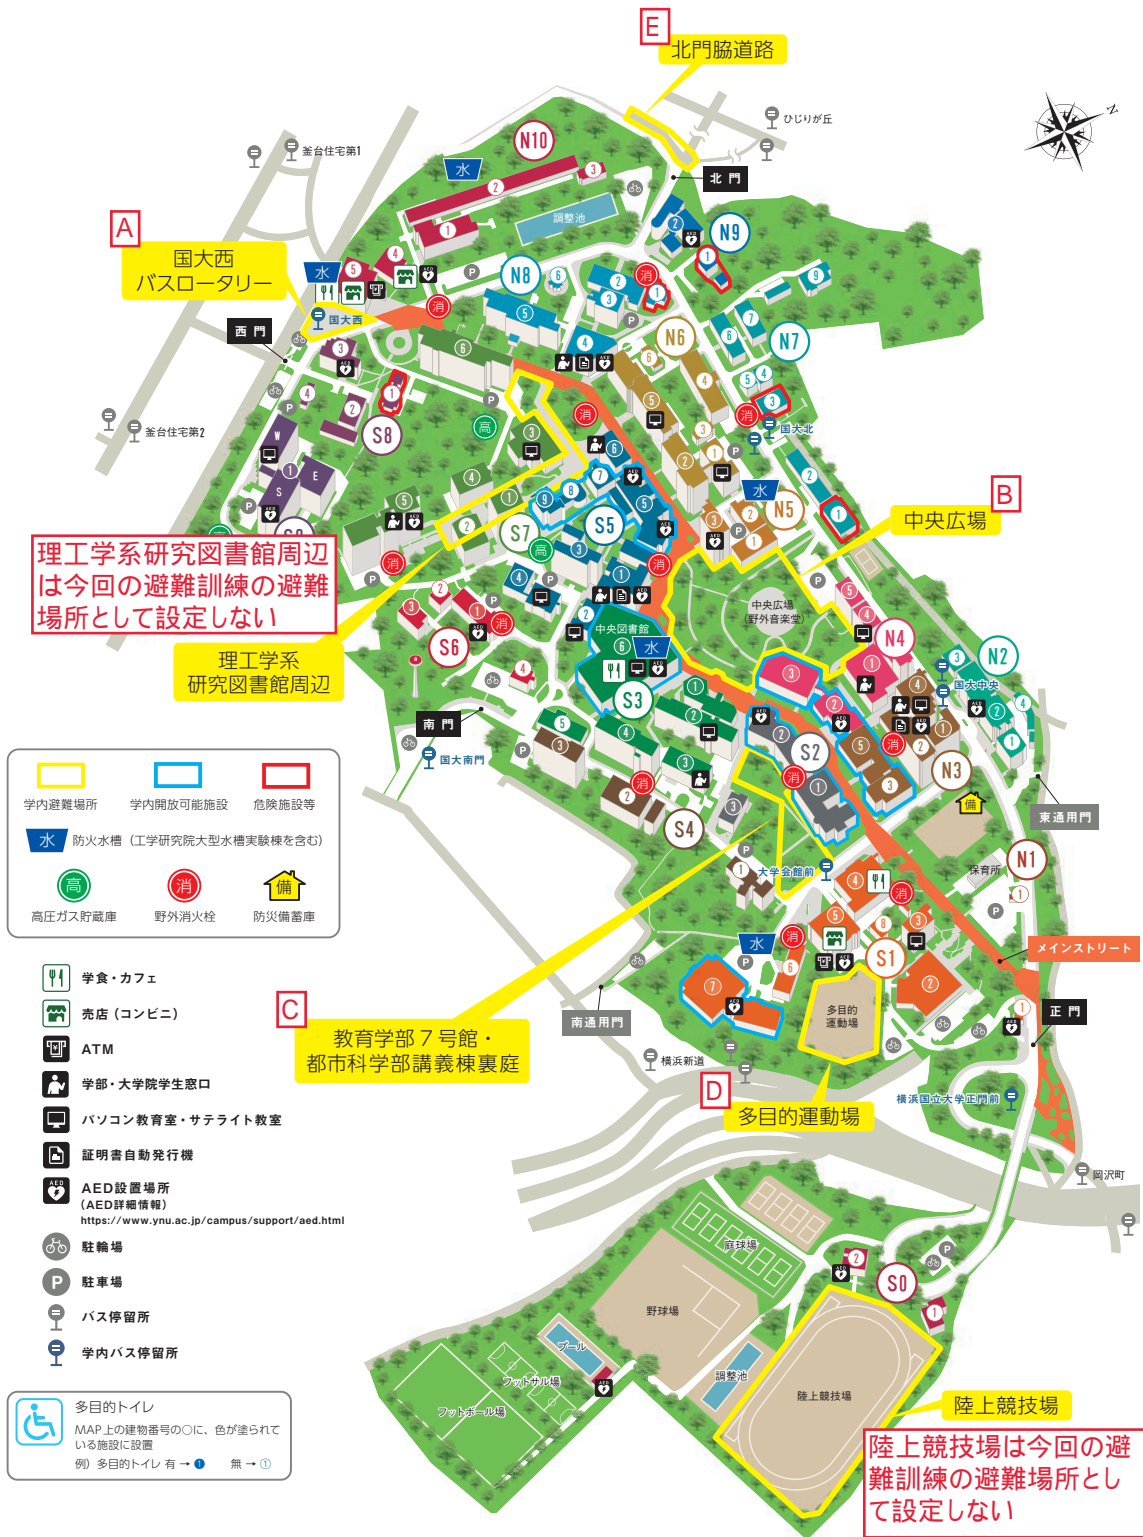 E
北門脇道路
N
ひじりが丘
釜台住宅第1
N10
水
北門
調整池
N9
A
国大西
バスロータリー
N8
水
消
国大西
西門
N6
N7
消
釜台住宅第2
S8
高
消
消
国大北
W
E
S
水
N5
B
中央広場
S5
S7
高
理工学系研究図書館周辺
は今回の避難訓練の避難
場所として設定しない
消
消
中央広場
(野外音楽堂)
N4
N2
国大中央
中央図書館
水
消
S6
理工学系
研究図書館周辺
S3
南門
国大南門
S2
消
N3
消
備
消
S4
東通用門
学内避難場所
学内開放可能施設
危険施設等
水 防火水槽 (工学研究院大型水槽実験棟を含む)
高
消
備
高圧ガス貯蔵庫
野外消火栓
防災備蓄庫
大学会館前
保育所
N1
消
メインストリート
水
消
S1
正門
南通用門
多目的
運動場
C
教育学部7号館・
都市科学部講義棟裏庭
横浜新道
D
多目的運動場
横浜国立大学正門前
岡沢町
学食・カフェ
売店 (コンビニ)
ATM
学部・大学院学生窓口
パソコン教育室・サテライト教室
証明書自動発行機
AED設置場所
(AED詳細情報)
https://www.ynu.ac.jp/campus/support/aed.html
駐輪場
駐車場
バス停留所
学内バス停留所
多目的トイレ
MAP上の建物番号の○に、色が塗られて
いる施設に設置
例) 多目的トイレ 有 → ❶ 無 → ①
庭球場
野球場
S0
プール
フットサル場
フットボール場
調整池
陸上競技場
陸上競技場
陸上競技場は今回の避
難訓練の避難場所とし
て設定しない